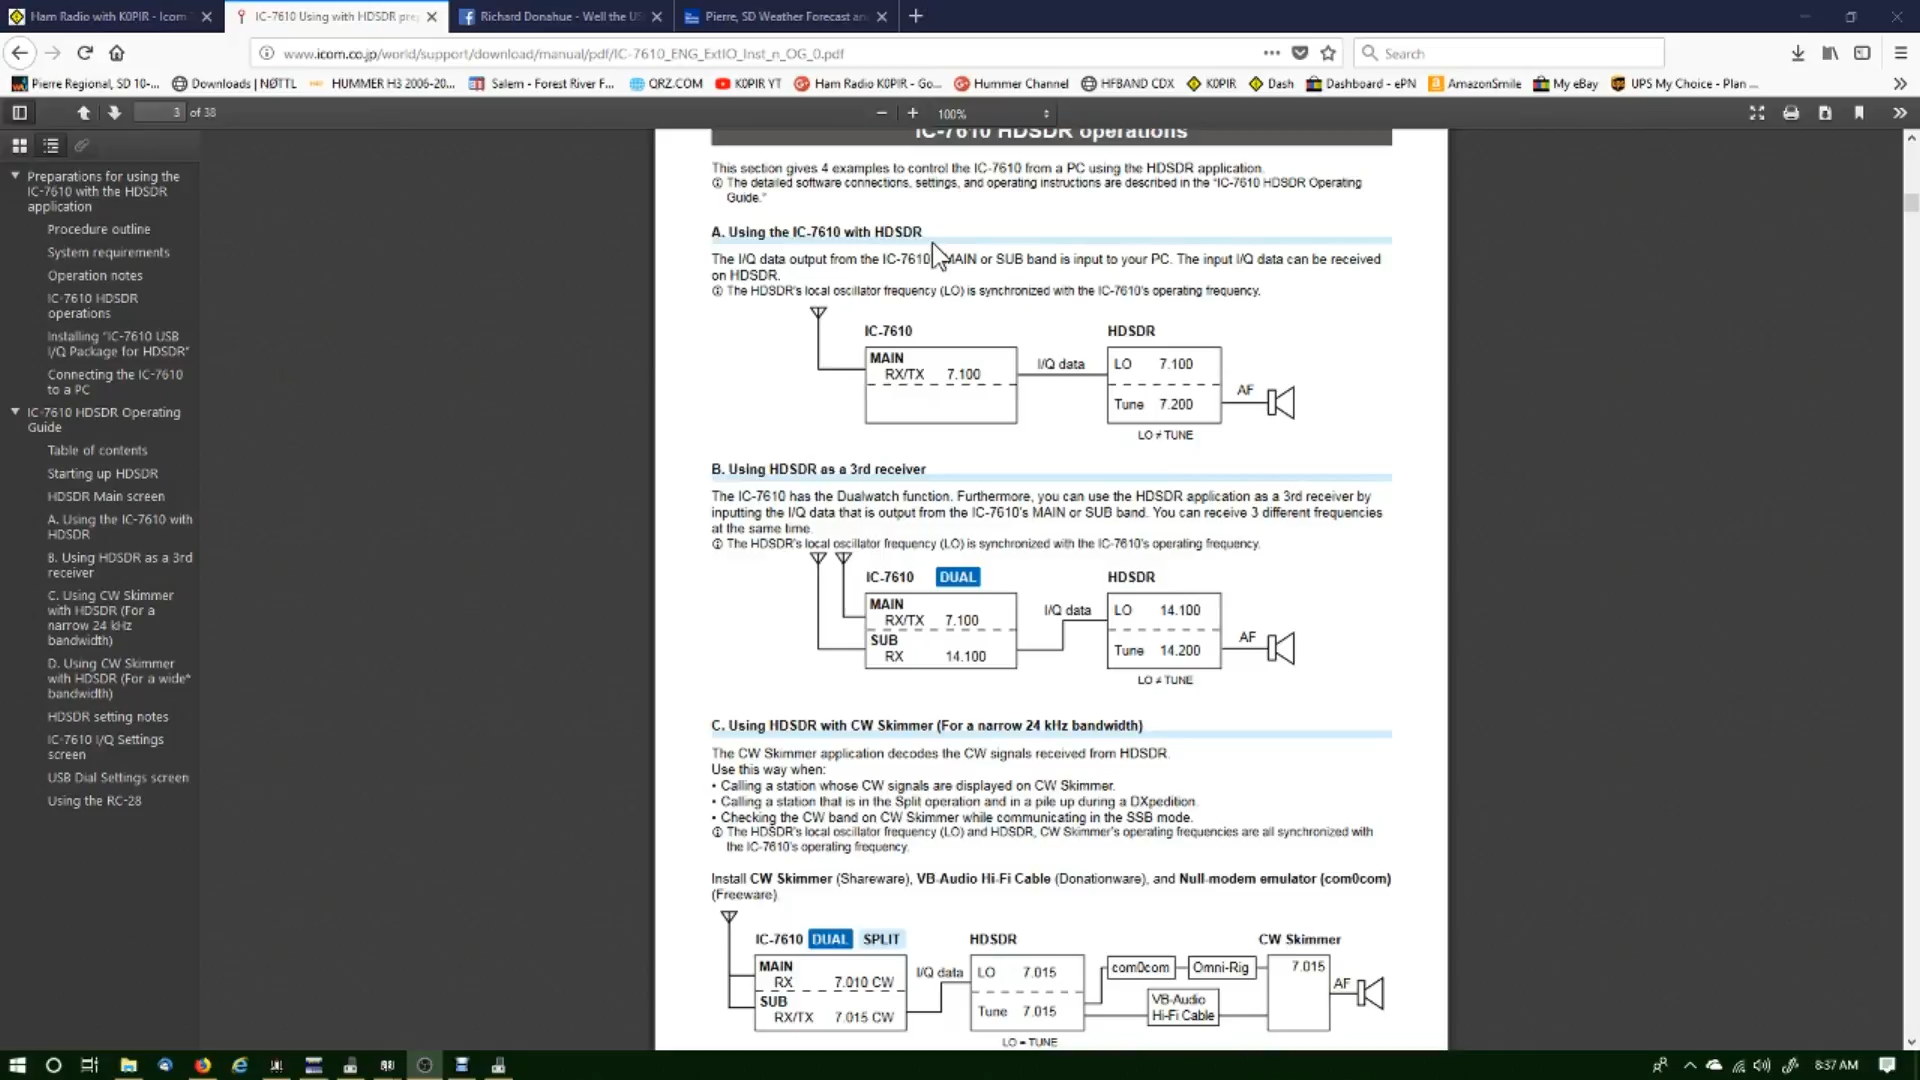 Ham Radio with K0PIR - Icom
IC-7610 Using with HDSDR pre
Richard Donahue - Well the US
Pierre, SD Weather Forecast an
www.icom.co.jp/world/support/download/manual/pdf/IC-7610_ENG_ExtIO_Inst_n_OG_0.pdf
Search
Pierre Regional, SD 10-...
Downloads | NØTTL
HUMMER H3 2006-20...
Salem - Forest River F...
QRZ.COM
K0PIR YT
Ham Radio K0PIR - Go...
Hummer Channel
HFBAND CDX
K0PIR
Dash
Dashboard - ePN
AmazonSmile
My eBay
UPS My Choice - Plan ...
3 of 38
100%
Preparations for using the
IC-7610 with the HDSDR
application
Procedure outline
System requirements
Operation notes
IC-7610 HDSDR
operations
Installing "IC-7610 USB
I/Q Package for HDSDR"
Connecting the IC-7610
to a PC
IC-7610 HDSDR Operating
Guide
Table of contents
Starting up HDSDR
HDSDR Main screen
A. Using the IC-7610 with
HDSDR
B. Using HDSDR as a 3rd
receiver
C. Using CW Skimmer
with HDSDR (For a
narrow 24 kHz
bandwidth)
D. Using CW Skimmer
with HDSDR (For a wide*
bandwidth)
HDSDR setting notes
IC-7610 I/Q Settings
screen
USB Dial Settings screen
Using the RC-28
IC-7610 HDSDR operations
This section gives 4 examples to control the IC-7610 from a PC using the HDSDR application.
ⓘ The detailed software connections, settings, and operating instructions are described in the "IC-7610 HDSDR Operating
Guide."
A. Using the IC-7610 with HDSDR
The I/Q data output from the IC-7610 MAIN or SUB band is input to your PC. The input I/Q data can be received
on HDSDR.
ⓘ The HDSDR's local oscillator frequency (LO) is synchronized with the IC-7610's operating frequency.
IC-7610
HDSDR
MAIN
RX/TX 7.100
I/Q data
LO 7.100
Tune 7.200
AF
LO ≠ TUNE
B. Using HDSDR as a 3rd receiver
The IC-7610 has the Dualwatch function. Furthermore, you can use the HDSDR application as a 3rd receiver by
inputting the I/Q data that is output from the IC-7610's MAIN or SUB band. You can receive 3 different frequencies
at the same time.
ⓘ The HDSDR's local oscillator frequency (LO) is synchronized with the IC-7610's operating frequency.
IC-7610 DUAL
HDSDR
MAIN
RX/TX 7.100
SUB
RX 14.100
I/Q data
LO 14.100
Tune 14.200
AF
LO ≠ TUNE
C. Using HDSDR with CW Skimmer (For a narrow 24 kHz bandwidth)
The CW Skimmer application decodes the CW signals received from HDSDR.
Use this way when:
• Calling a station whose CW signals are displayed on CW Skimmer.
• Calling a station that is in the Split operation and in a pile up during a DXpedition.
• Checking the CW band on CW Skimmer while communicating in the SSB mode.
ⓘ The HDSDR's local oscillator frequency (LO) and HDSDR, CW Skimmer's operating frequencies are all synchronized with
the IC-7610's operating frequency.
Install CW Skimmer (Shareware), VB-Audio Hi-Fi Cable (Donationware), and Null-modem emulator (com0com)
(Freeware).
IC-7610 DUAL SPLIT
HDSDR
CW Skimmer
MAIN
RX 7.010 CW
SUB
RX/TX 7.015 CW
I/Q data
LO 7.015
Tune 7.015
com0com
Omni-Rig
VB-Audio
Hi-Fi Cable
7.015
AF
LO = TUNE
8:37 AM